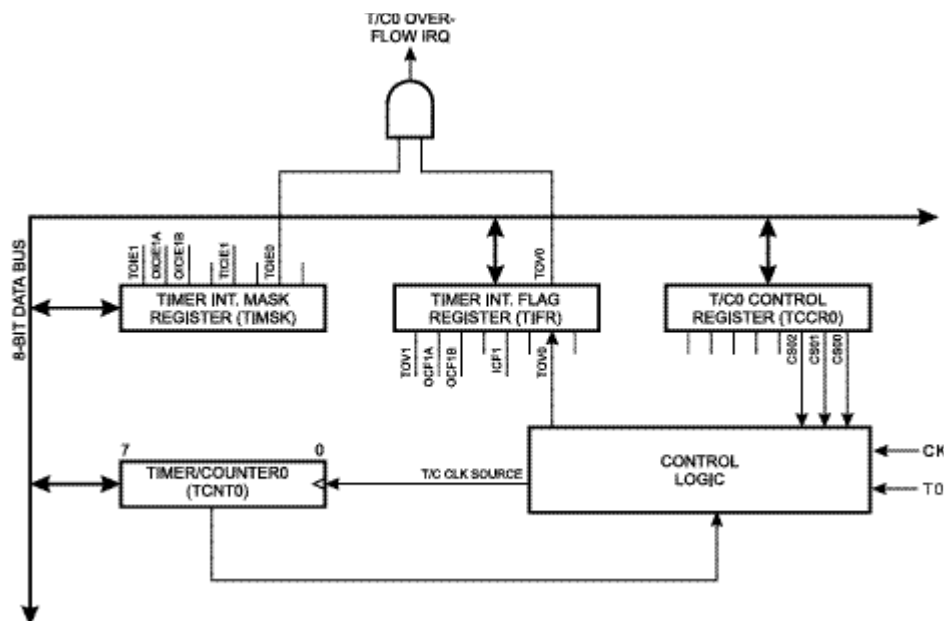 T/C0 OVER-
FLOW IRQ
8-BIT DATA BUS
TOIE1
OCIE1A
OCIE1B
TICIE1
TOIE0
TOV0
TIMER INT. MASK
REGISTER (TIMSK)
TIMER INT. FLAG
REGISTER (TIFR)
T/C0 CONTROL
REGISTER (TCCR0)
TOV1
OCF1A
OCF1B
ICF1
TOV0
CS02
CS01
CS00
7
0
TIMER/COUNTER0
(TCNT0)
T/C CLK SOURCE
CONTROL
LOGIC
CK
T0